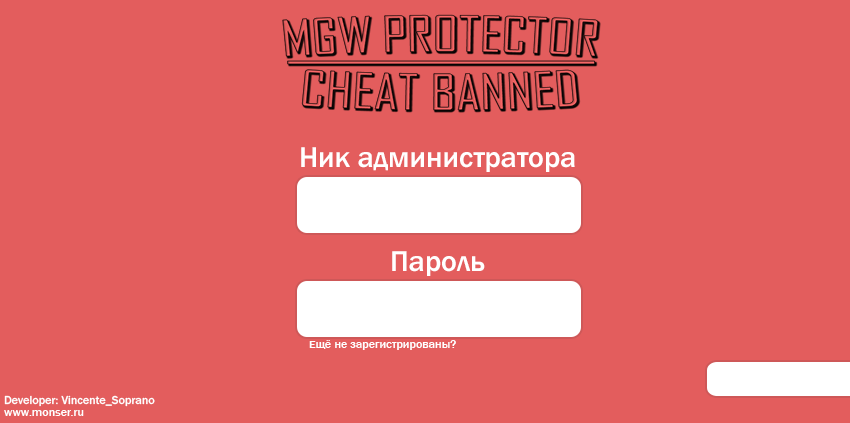 MGW PROTECTOR
CHEAT BANNED
Ник администратора
Пароль
Ещё не зарегистрированы?
Developer: Vincente_Soprano
www.monser.ru